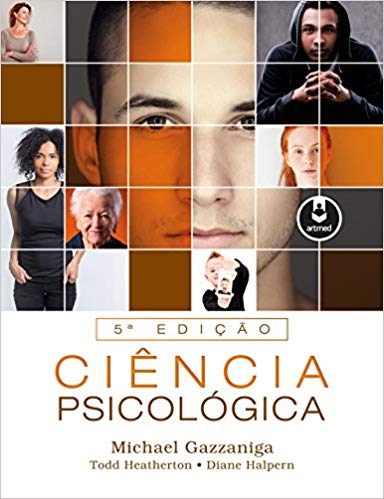 artmed
5ª EDIÇÃO
CIÊNCIA
PSICOLÓGICA
Michael Gazzaniga
Todd Heatherton • Diane Halpern